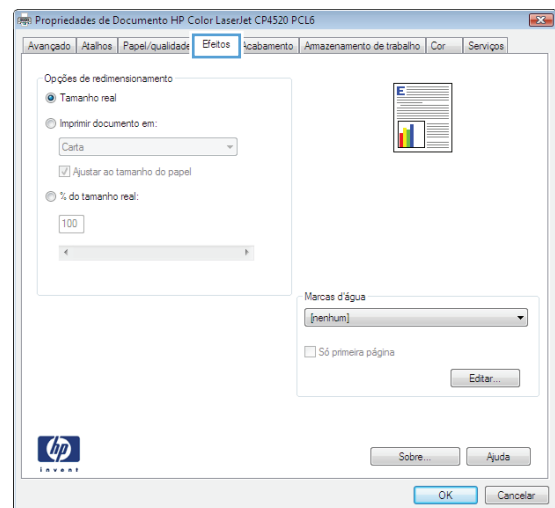 Propriedades de Documento HP Color LaserJet CP4520 PCL6
Avançado Atalhos Papel/qualidade Efeitos Acabamento Armazenamento de trabalho Cor Serviços
Opções de redimensionamento
Tamanho real
Imprimir documento em:
Carta
Ajustar ao tamanho do papel
% do tamanho real:
100
E
Marcas d'água
[nenhum]
Só primeira página
Editar...
hp
invent
Sobre... Ajuda
OK Cancelar